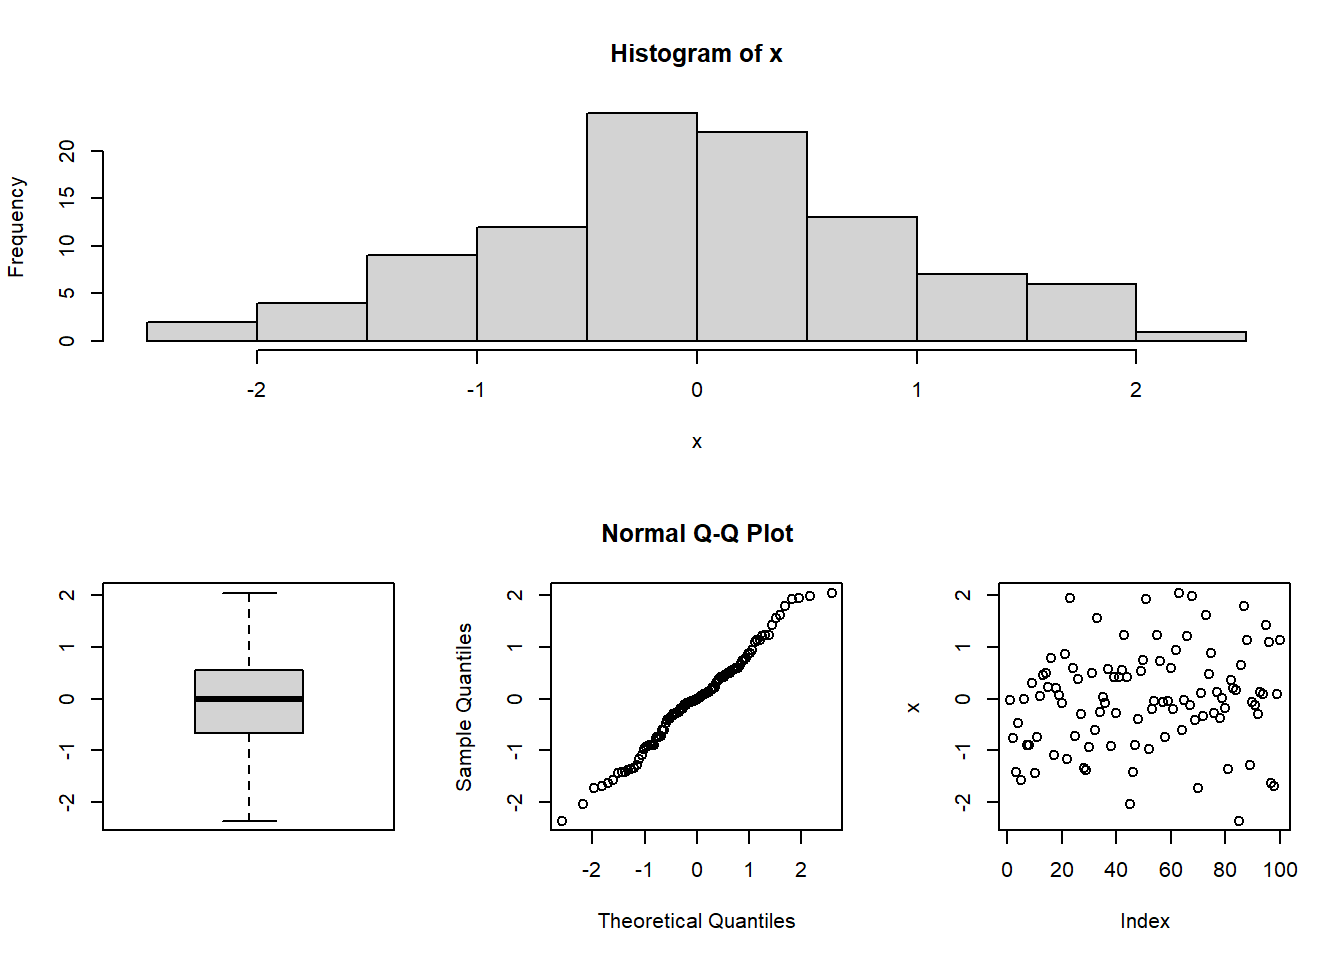 Histogram of x
Frequency
0 5 10 15 20
-2 -1 0 1 2
x
-2 -1 0 1 2
Normal Q-Q Plot
Sample Quantiles
-2 -1 0 1 2
-2 -1 0 1 2
Theoretical Quantiles
x
-2 -1 0 1 2
0 20 40 60 80 100
Index